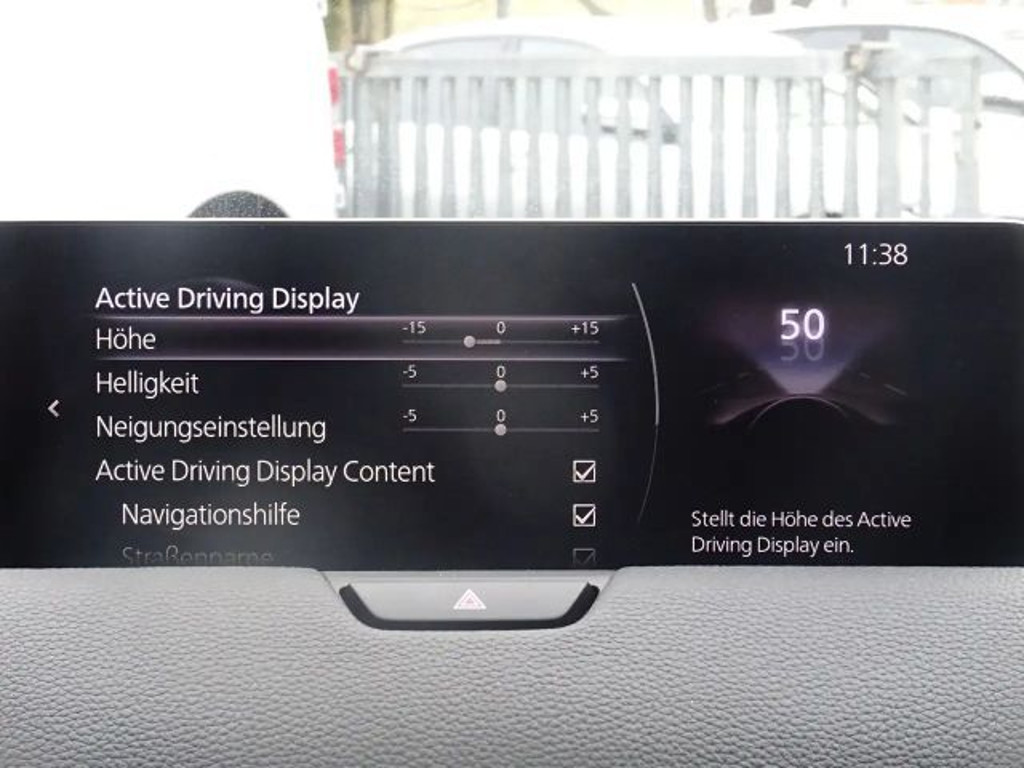 11:38
Active Driving Display
Höhe -15 0 +15
Helligkeit -5 0 +5
Neigungseinstellung -5 0 +5
Active Driving Display Content
Navigationshilfe
Straßenname
50
Stellt die Höhe des Active
Driving Display ein.